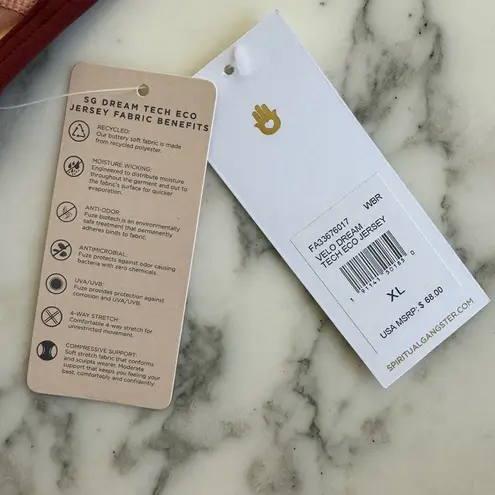 SG DREAM TECH ECO
JERSEY FABRIC BENEFITS
RECYCLED:
Our buttery soft fabric is made
from recycled polyester.
MOISTURE WICKING:
Engineered to distribute moisture
throughout the garment and out to
the fabric's surface for quicker
evaporation.
ANTI-ODOR:
Fuze biotech is an environmentally
safe treatment that permanently
adheres binds to fabric.
ANTIMICROBIAL:
Fuze protects against odor causing
bacteria with zero chemicals.
UVA/UVB:
Fuze provides protection against
corrosion and UVA/UVB.
4-WAY STRETCH:
Comfortable 4-way stretch for
unrestricted movement.
COMPRESSIVE SUPPORT:
Soft stretch fabric that conforms
and sculpts wearer. Moderate
support that keeps you feeling your
best, comfortably and confidently.
WBR
FA33676017
VELO DREAM
TECH ECO JERSEY
XL
USA MSRP: $ 68.00
SPIRITUALGANGSTER.COM